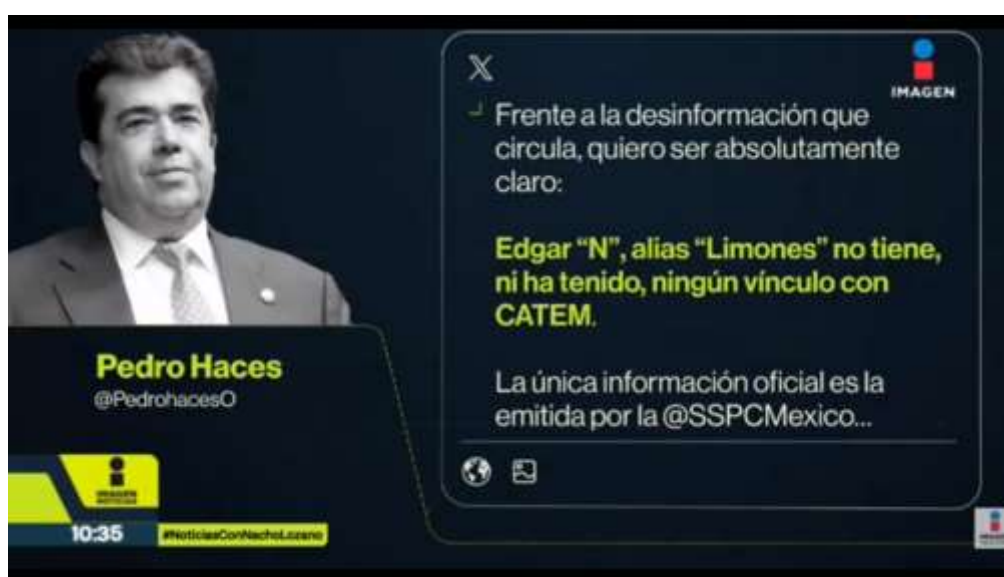 X
IMAGEN
Frente a la desinformación que
circula, quiero ser absolutamente
claro:
Edgar “N”, alias “Limones” no tiene,
ni ha tenido, ningún vínculo con
CATEM.
La única información oficial es la
emitida por la @SSPCMexico...
Pedro Haces
@PedrohacesO
IMAGEN
NOTICIAS
10:35
#NoticiasConNachoLozano